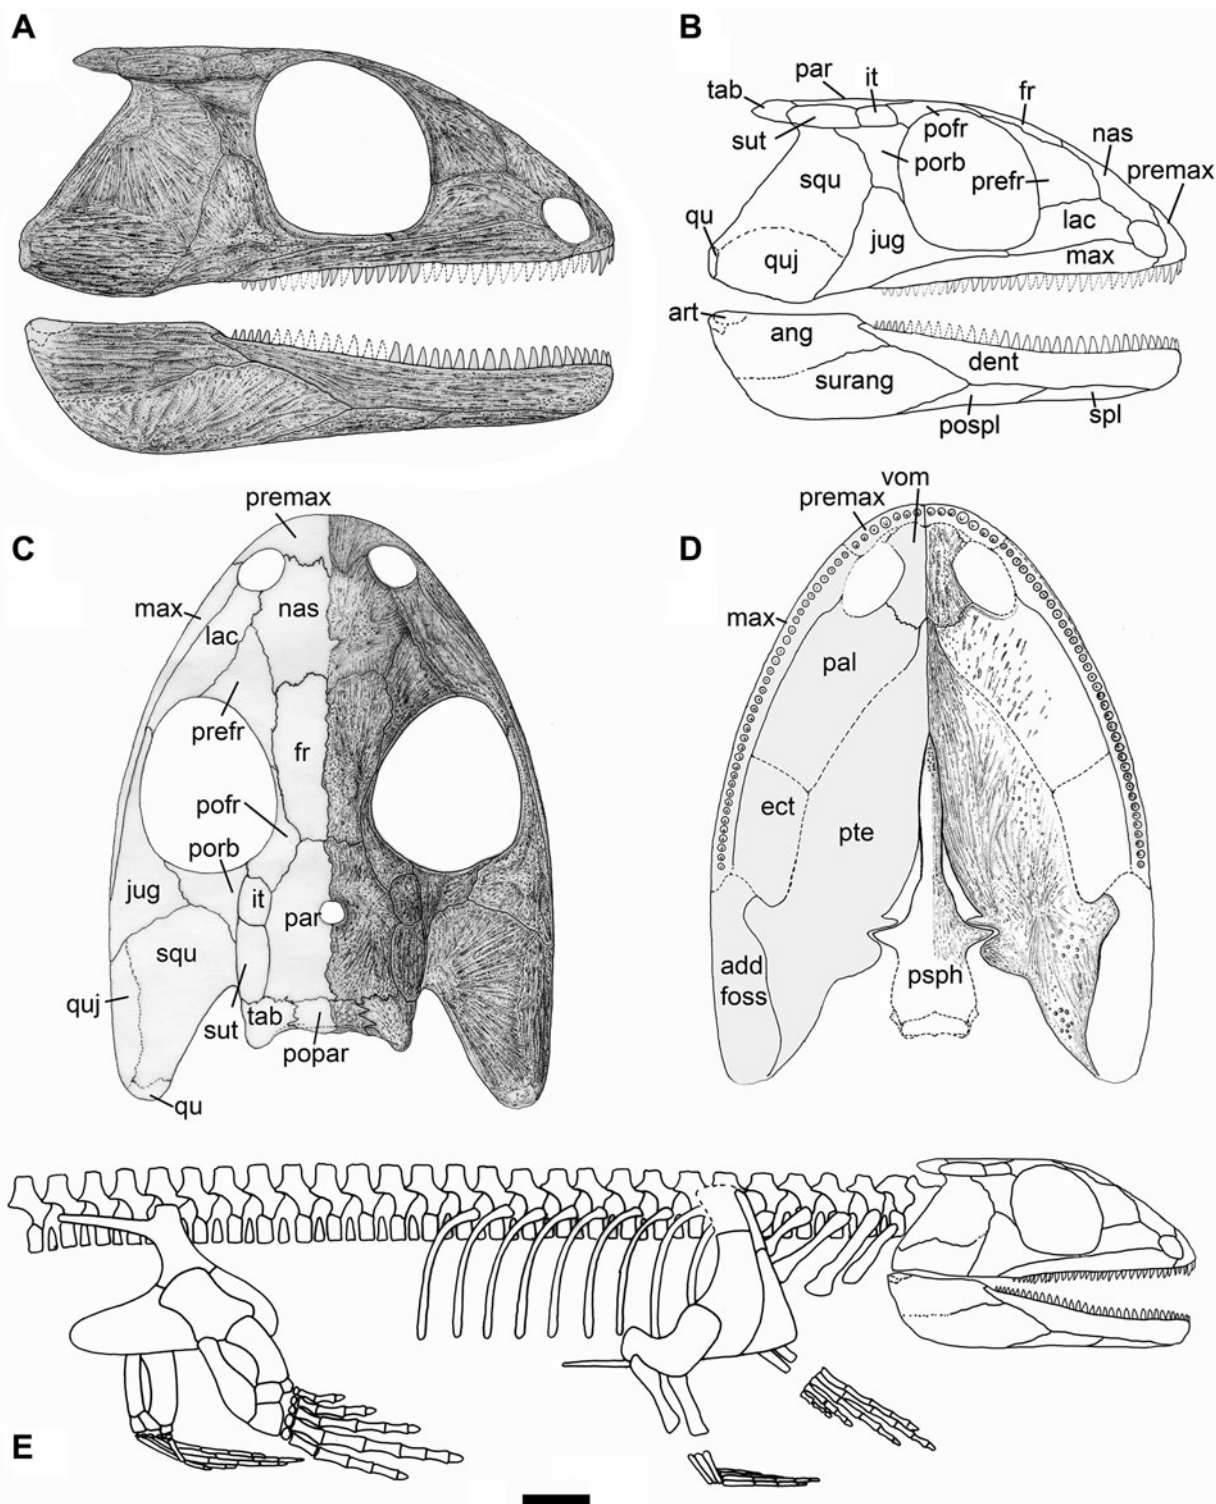 A
B
par
it
tab
fr
sut
pofr
nas
porb
premax
squ
prefr
qu
lac
jug
quj
max
art
ang
dent
surang
pospl
spl
vom
premax
premax
C
D
max
nas
lac
max
pal
prefr
fr
pofr
ect
porb
pte
jug
it
par
squ
add
foss
psph
quj
sut
tab
popar
qu
E